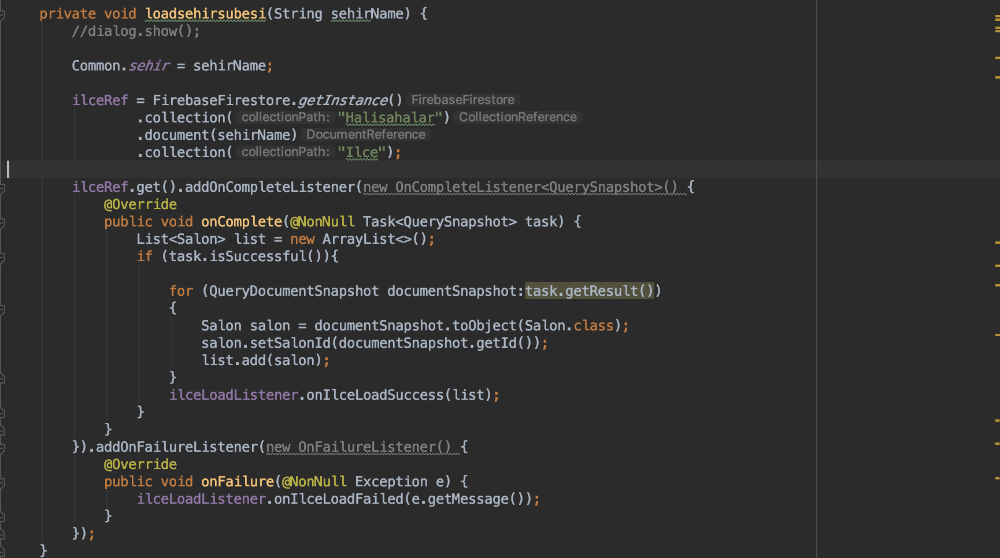 private void loadsehirsubesi(String sehirName) {
//dialog.show();
Common.sehir = sehirName;
ilceRef = FirebaseFirestore.getInstance() FirebaseFirestore
.collection( collectionPath: "Halisahalar") CollectionReference
.document(sehirName) DocumentReference
.collection( collectionPath: "Ilce");
ilceRef.get().addOnCompleteListener(new OnCompleteListener<QuerySnapshot>() {
@Override
public void onComplete(@NonNull Task<QuerySnapshot> task) {
List<Salon> list = new ArrayList<>();
if (task.isSuccessful()){
for (QueryDocumentSnapshot documentSnapshot:task.getResult())
{
Salon salon = documentSnapshot.toObject(Salon.class);
salon.setSalonId(documentSnapshot.getId());
list.add(salon);
}
ilceLoadListener.onIlceLoadSuccess(list);
}
}
}).addOnFailureListener(new OnFailureListener() {
@Override
public void onFailure(@NonNull Exception e) {
ilceLoadListener.onIlceLoadFailed(e.getMessage());
}
});
}